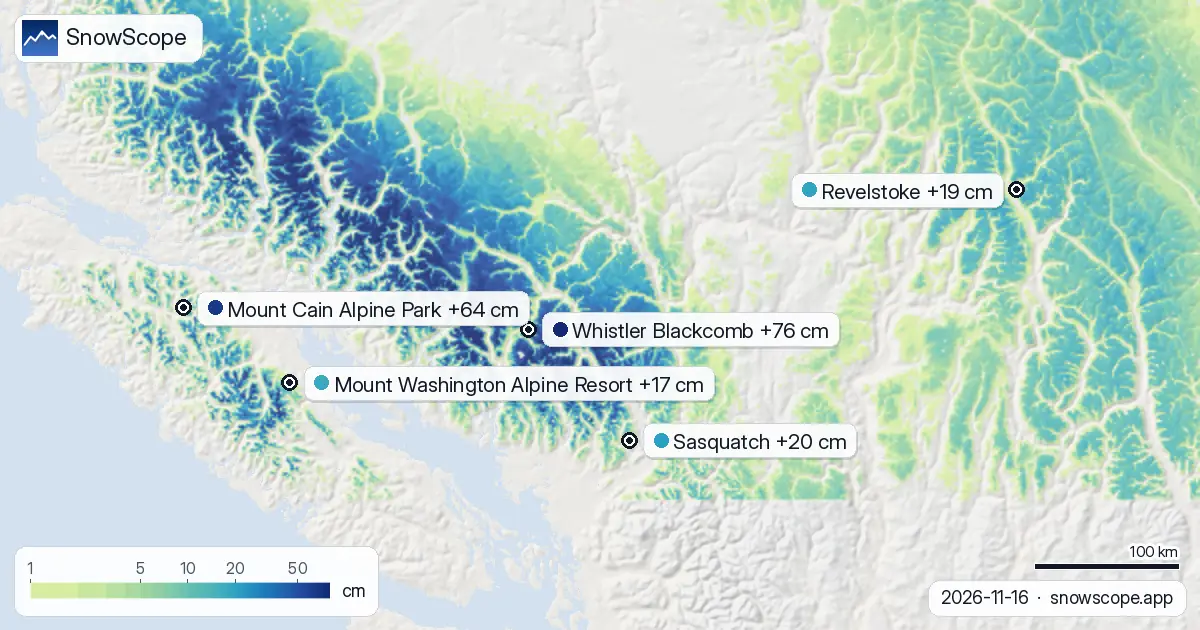 SnowScope
Revelstoke +19 cm
Mount Cain Alpine Park +64 cm
Whistler Blackcomb +76 cm
Mount Washington Alpine Resort +17 cm
Sasquatch +20 cm
1 5 10 20 50 cm
100 km
2026-11-16 · snowscope.app